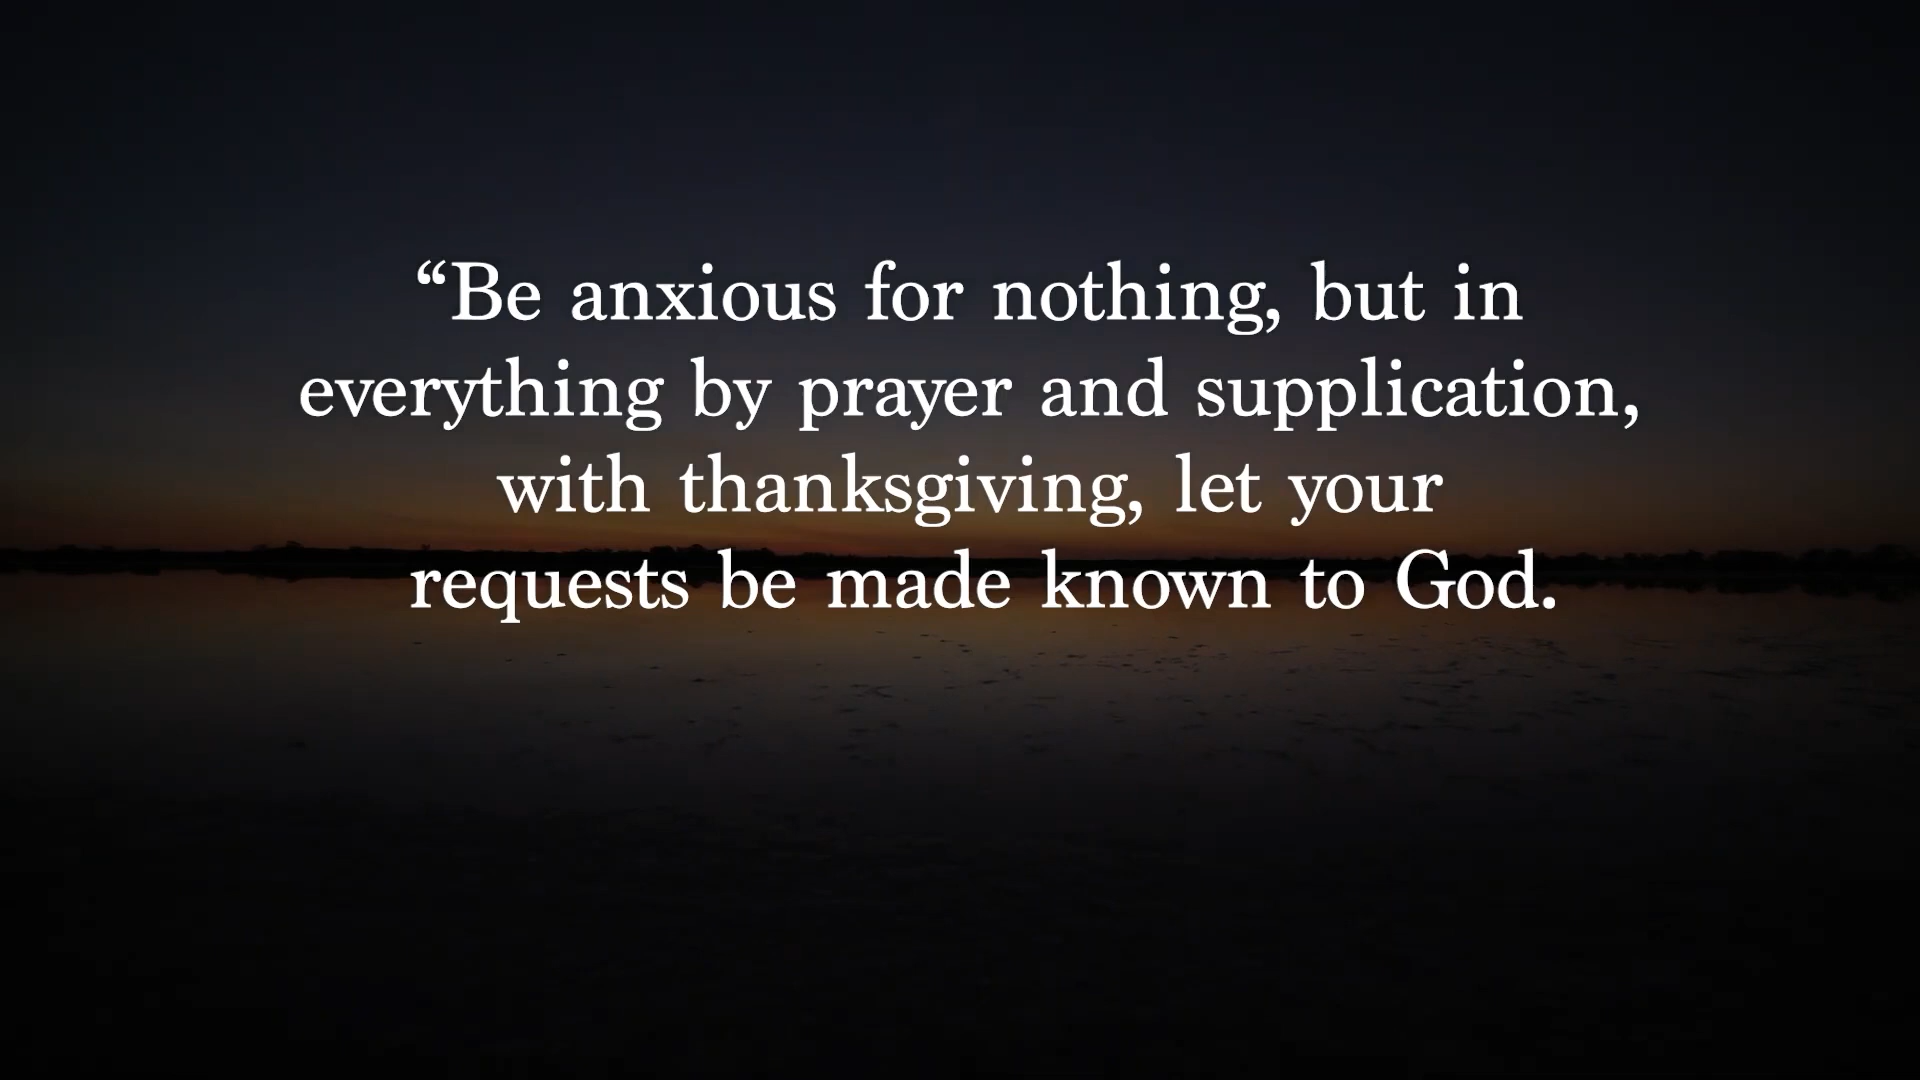 “Be anxious for nothing, but in
everything by prayer and supplication,
with thanksgiving, let your
requests be made known to God.